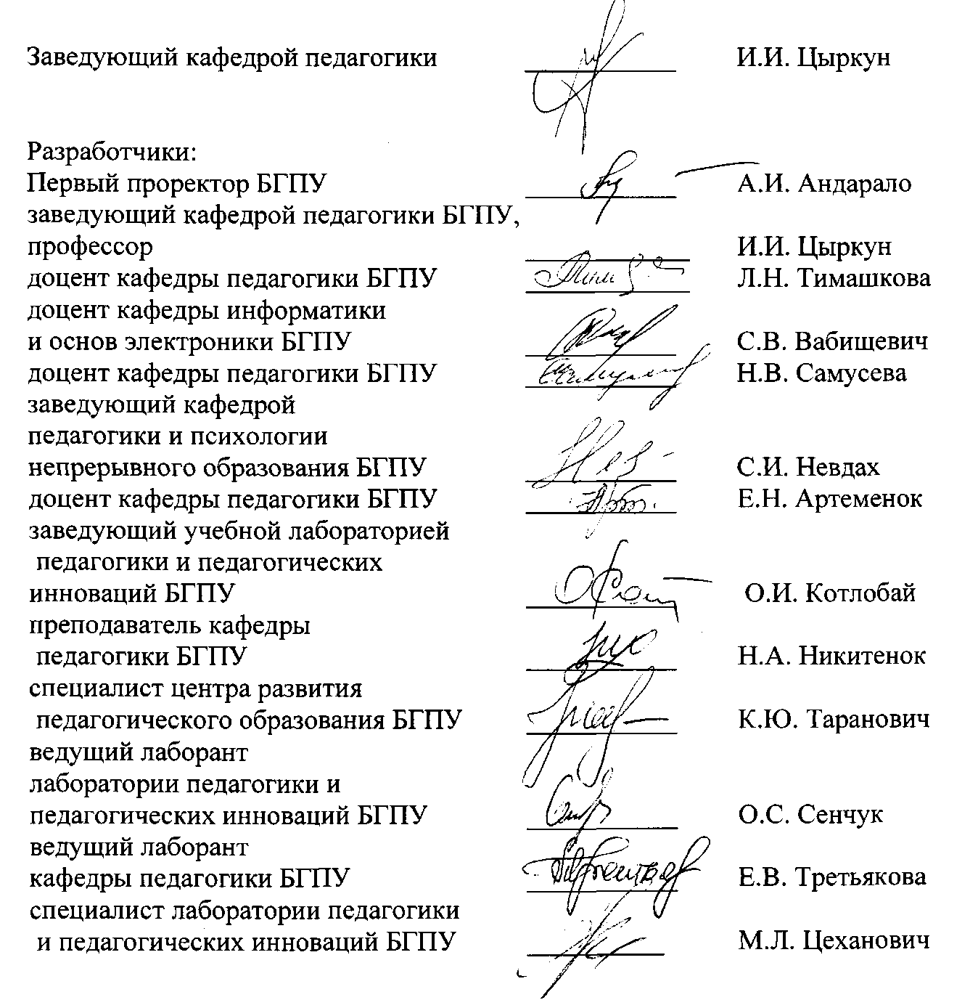 Заведующий кафедрой педагогики И.И. Цыркун
Разработчики:
Первый проректор БГПУ А.И. Андарало
заведующий кафедрой педагогики БГПУ,
профессор И.И. Цыркун
доцент кафедры педагогики БГПУ Л.Н. Тимашкова
доцент кафедры информатики
и основ электроники БГПУ С.В. Вабищевич
доцент кафедры педагогики БГПУ Н.В. Самусева
заведующий кафедрой
педагогики и психологии
непрерывного образования БГПУ С.И. Невдах
доцент кафедры педагогики БГПУ Е.Н. Артеменок
заведующий учебной лабораторией
педагогики и педагогических
инноваций БГПУ О.И. Котлобай
преподаватель кафедры
педагогики БГПУ Н.А. Никитенок
специалист центра развития
педагогического образования БГПУ К.Ю. Таранович
ведущий лаборант
лаборатории педагогики и
педагогических инноваций БГПУ О.С. Сенчук
ведущий лаборант
кафедры педагогики БГПУ Е.В. Третьякова
специалист лаборатории педагогики
и педагогических инноваций БГПУ М.Л. Цеханович